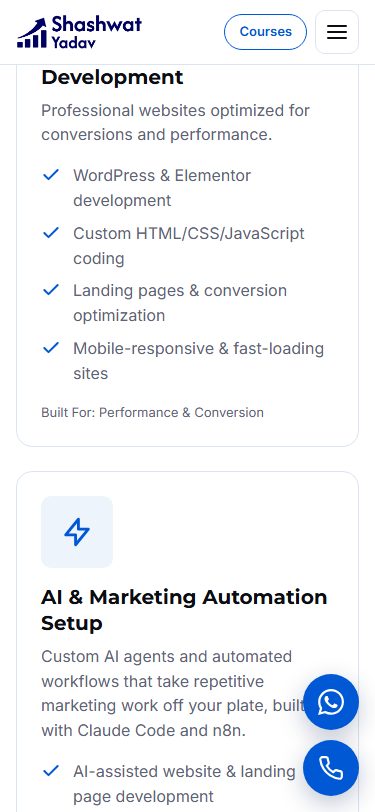 Shashwat
Yadav
Courses
Development
Professional websites optimized for
conversions and performance.
WordPress & Elementor
development
Custom HTML/CSS/JavaScript
coding
Landing pages & conversion
optimization
Mobile-responsive & fast-loading
sites
Built For: Performance & Conversion
AI & Marketing Automation
Setup
Custom AI agents and automated
workflows that take repetitive
marketing work off your plate, built
with Claude Code and n8n.
AI-assisted website & landing
page development